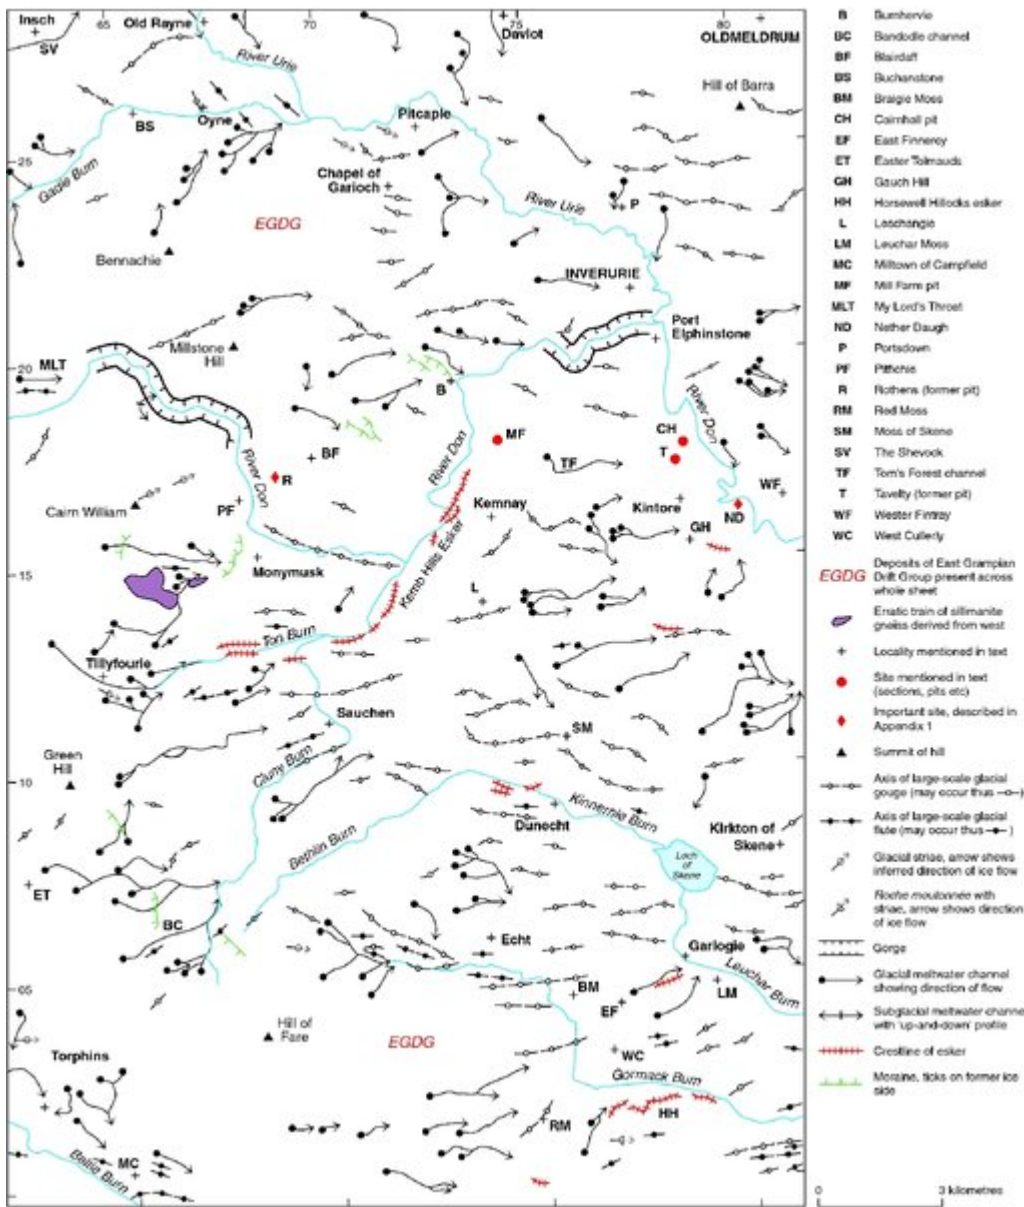 65
70
75
80
Insch
SV
Old Rayne
River Urie
Daviot
OLDMELDRUM
Hill of Barra
BS
Oyne
Pitcaple
25
Gadie Burn
Chapel of
Garioch
River Urie
P
EGDG
Bennachie
INVERURIE
Port
Elphinstone
MLT
20
Millstone
Hill
B
River Don
MF
CH
T
TF
River Don
WF
BF
R
River Don
PF
Cairn William
Kemnay
Kintore
GH
ND
Kemb Hills Esker
Monymusk
15
L
Ton Burn
Tillyfourie
Sauchen
SM
Green
Hill
10
Cluny Burn
Bethlin Burn
Dunecht
Kinnernie Burn
Kirkton of
Skene
Loch
of
Skene
ET
BC
Echt
Garlogie
Leuchar Burn
BM
EF
LM
05
Hill of
Fare
EGDG
WC
Torphins
Gormack Burn
HH
RM
MC
Beltie Burn
B Burnhervie
BC Bandodle channel
BF Blairdaff
BS Buchanstone
BM Braigie Moss
CH Cairnhall pit
EF East Finnercy
ET Easter Tolmauds
GH Gauch Hill
HH Horsewell Hillocks esker
L Leschangie
LM Leuchar Moss
MC Milltown of Campfield
MF Mill Farm pit
MLT My Lord's Throat
ND Nether Daugh
P Portsdown
PF Pitfichie
R Rothens (former pit)
RM Red Moss
SM Moss of Skene
SV The Shevock
TF Tom's Forest channel
T Tavelty (former pit)
WF Wester Fintray
WC West Cullerly
EGDG Deposits of East Grampian
Drift Group present across
whole sheet
Erratic train of sillimanite
gneiss derived from west
Locality mentioned in text
Site mentioned in text
(sections, pits etc)
Important site, described in
Appendix 1
Summit of hill
Axis of large-scale glacial
gouge (may occur thus )
Axis of large-scale glacial
flute (may occur thus )
Glacial striae, arrow shows
inferred direction of ice flow
Roche moutonnée with
striae, arrow shows direction
of ice flow
Gorge
Glacial meltwater channel
showing direction of flow
Subglacial meltwater channel
with 'up-and-down' profile
Crestline of esker
Moraine, ticks on former ice
side
0 3 kilometres